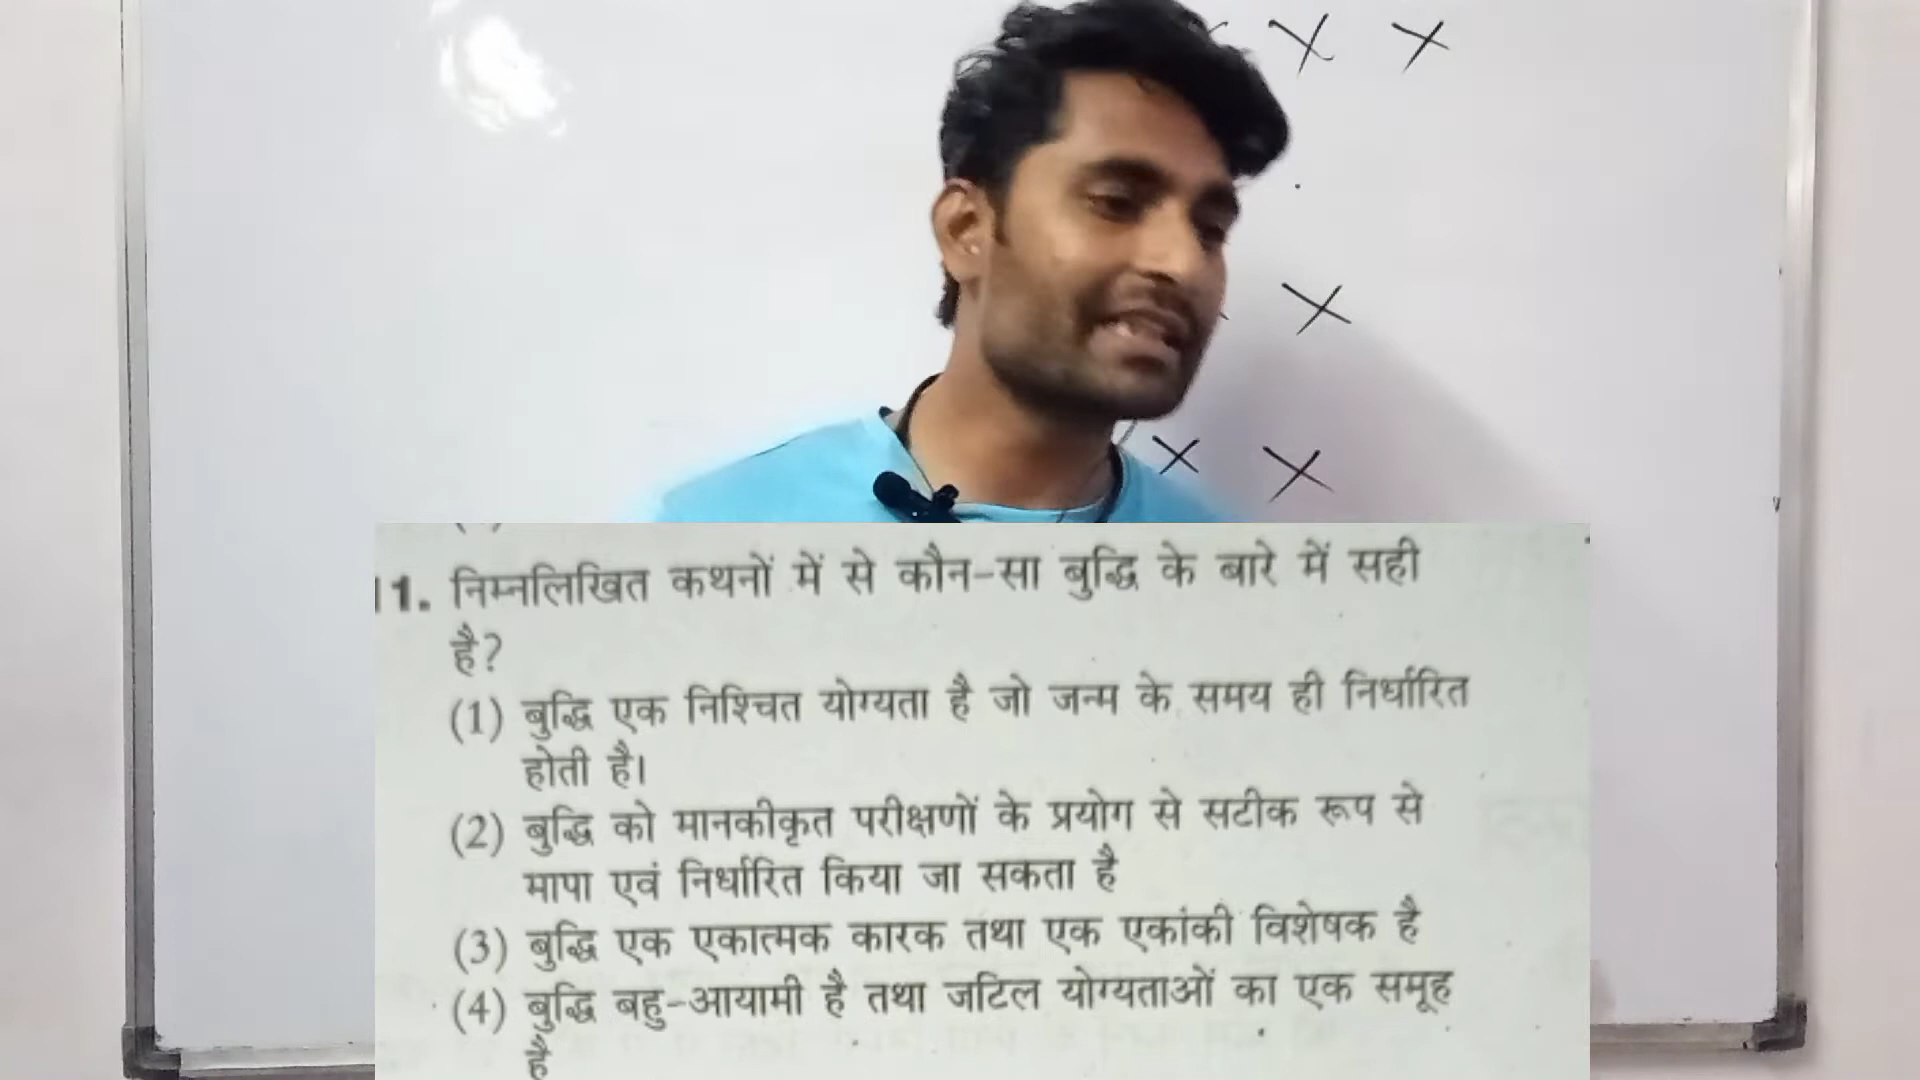 11. निम्नलिखित कथनों में से कौन-सा बुद्धि के बारे में सही
है?
(1) बुद्धि एक निश्चित योग्यता है जो जन्म के समय ही निर्धारित
होती है।
(2) बुद्धि को मानकीकृत परीक्षणों के प्रयोग से सटीक रूप से
मापा एवं निर्धारित किया जा सकता है
(3) बुद्धि एक एकात्मक कारक तथा एक एकांकी विशेषक है
(4) बुद्धि बहु-आयामी है तथा जटिल योग्यताओं का एक समूह
है